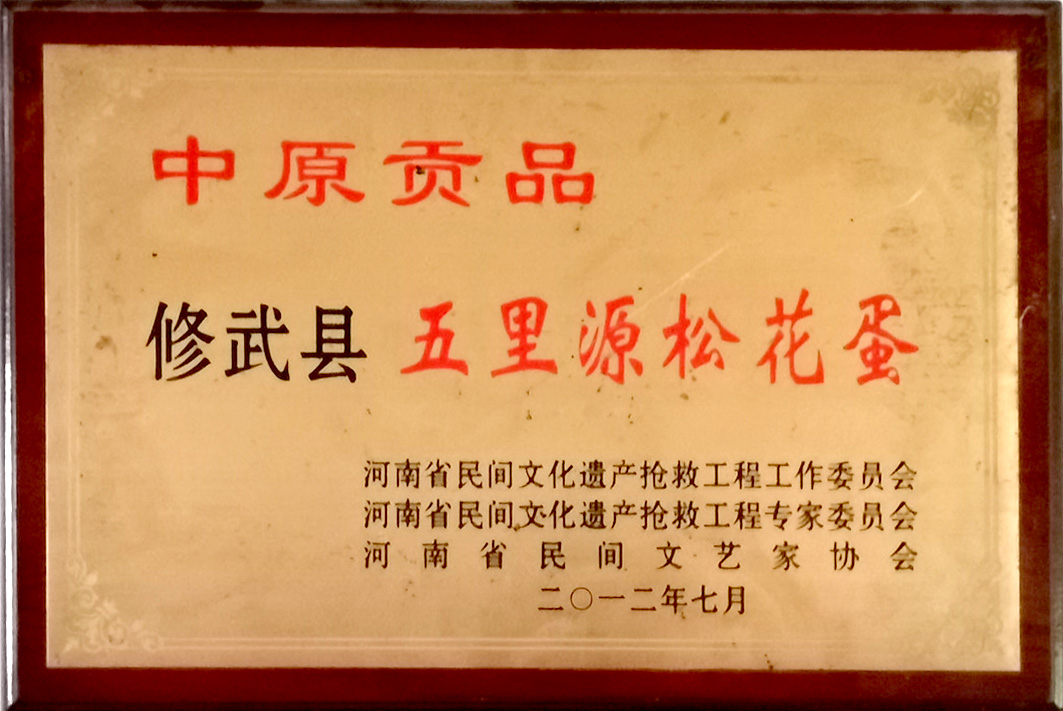 中原贡品
修武县 五里源松花蛋
河南省民间文化遗产抢救工程工作委员会
河南省民间文化遗产抢救工程专家委员会
河南省民间文艺家协会
二〇一二年七月